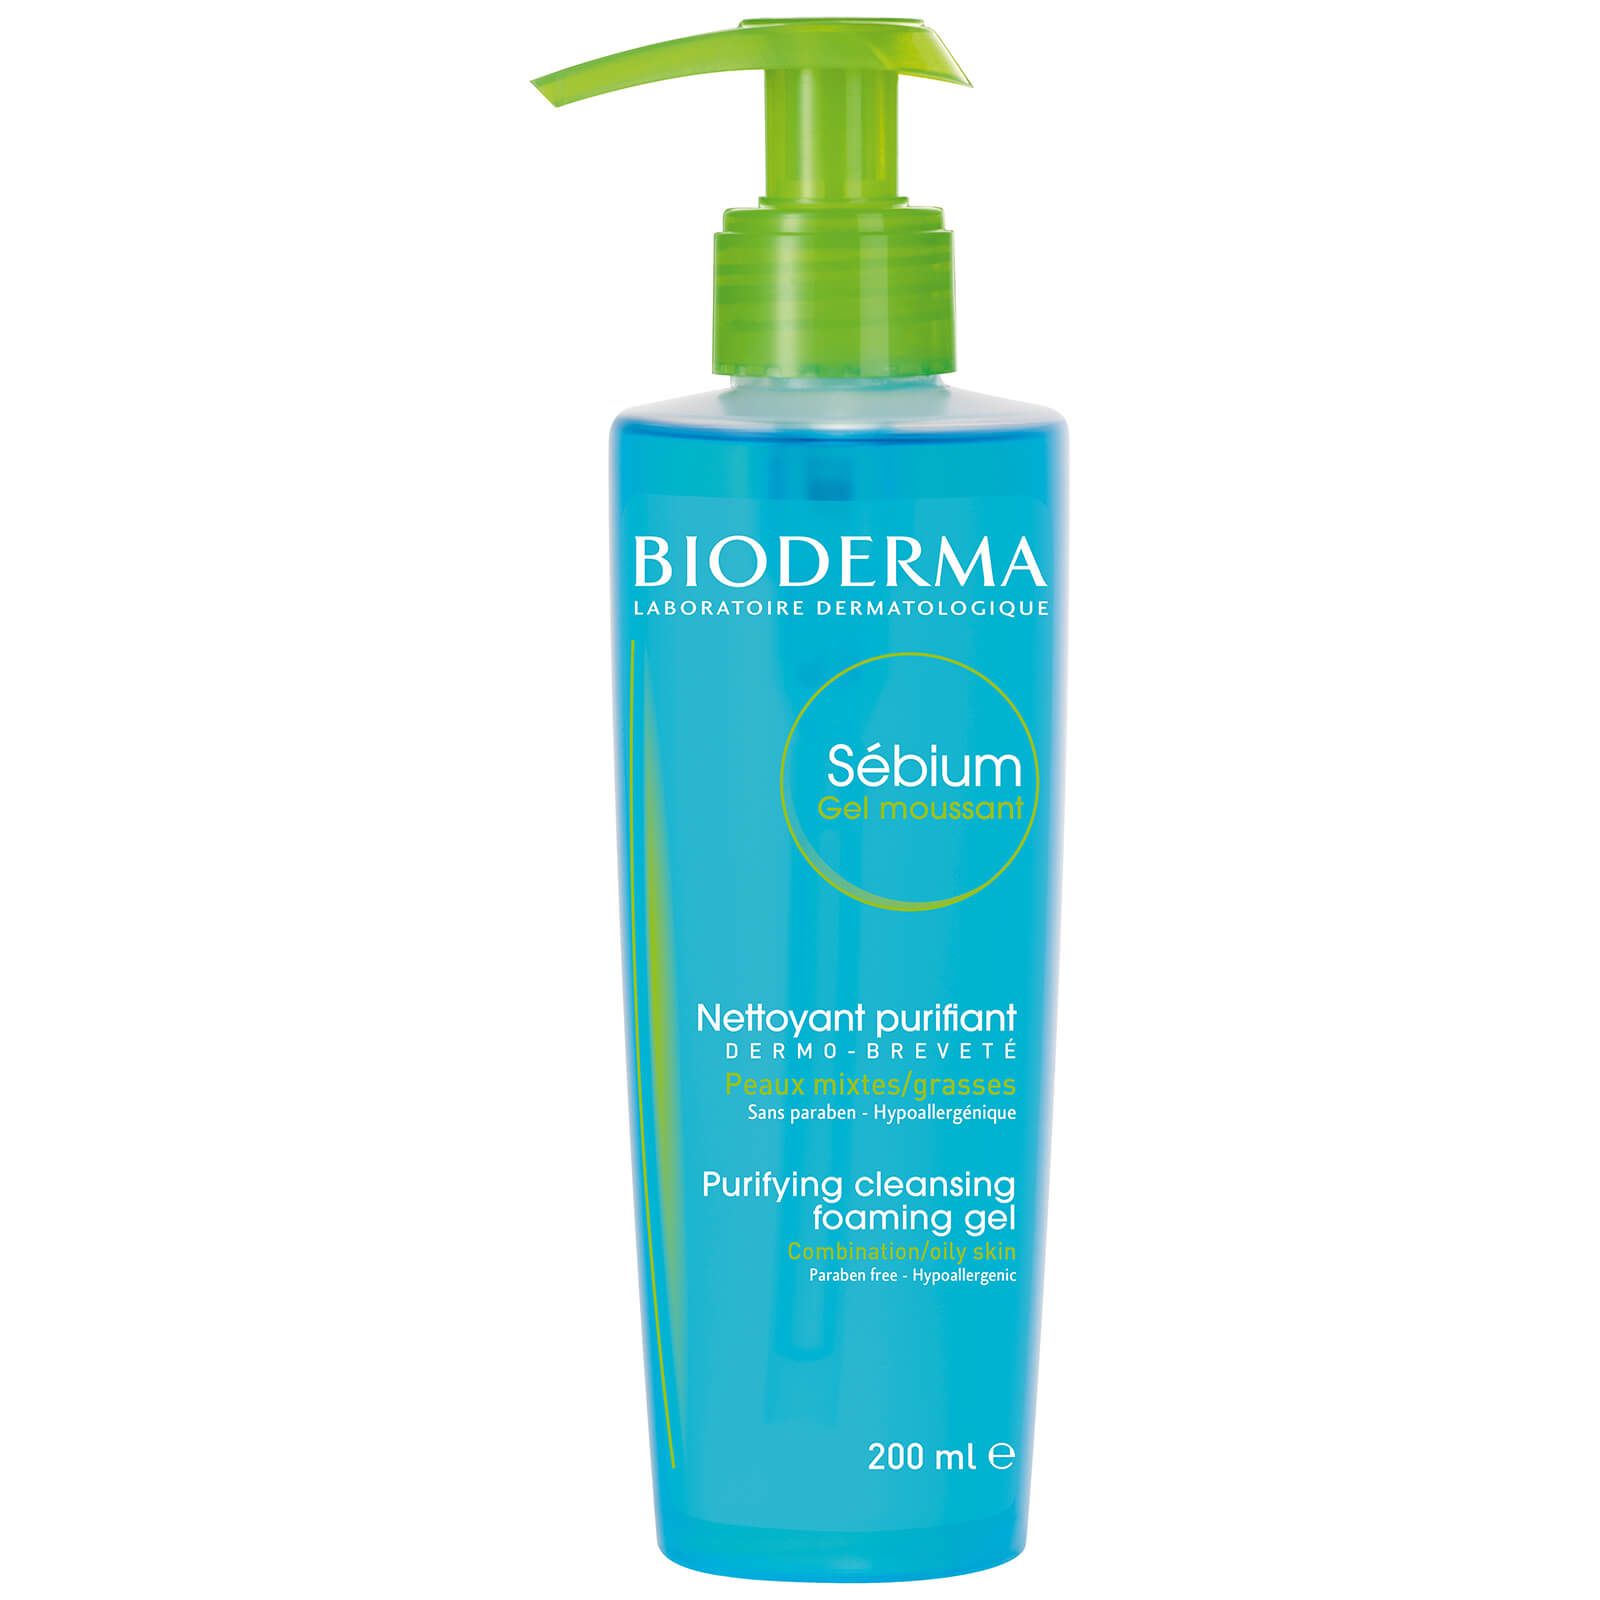 BIODERMA
LABORATOIRE DERMATOLOGIQUE
Sébium
Gel moussant
Nettoyant purifiant
DERMO-BREVETÉ
Peaux mixtes/grasses
Sans paraben - Hypoallergénique
Purifying cleansing
foaming gel
Combination/oily skin
Paraben free - Hypoallergenic
200 ml ℮